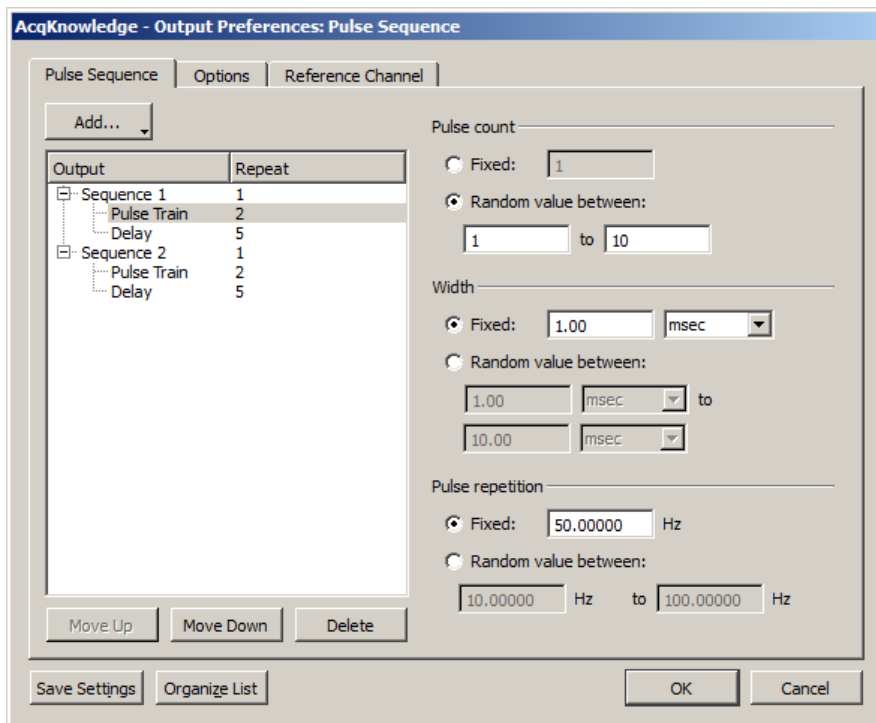 AcqKnowledge - Output Preferences: Pulse Sequence
Pulse Sequence
Options
Reference Channel
Add...
Output Repeat
Sequence 1 1
Pulse Train 2
Delay 5
Sequence 2 1
Pulse Train 2
Delay 5
Move Up
Move Down
Delete
Pulse count
Fixed: 1
Random value between:
1 to 10
Width
Fixed: 1.00 msec
Random value between:
1.00 msec to
10.00 msec
Pulse repetition
Fixed: 50.00000 Hz
Random value between:
10.00000 Hz to 100.00000 Hz
Save Settings
Organize List
OK
Cancel